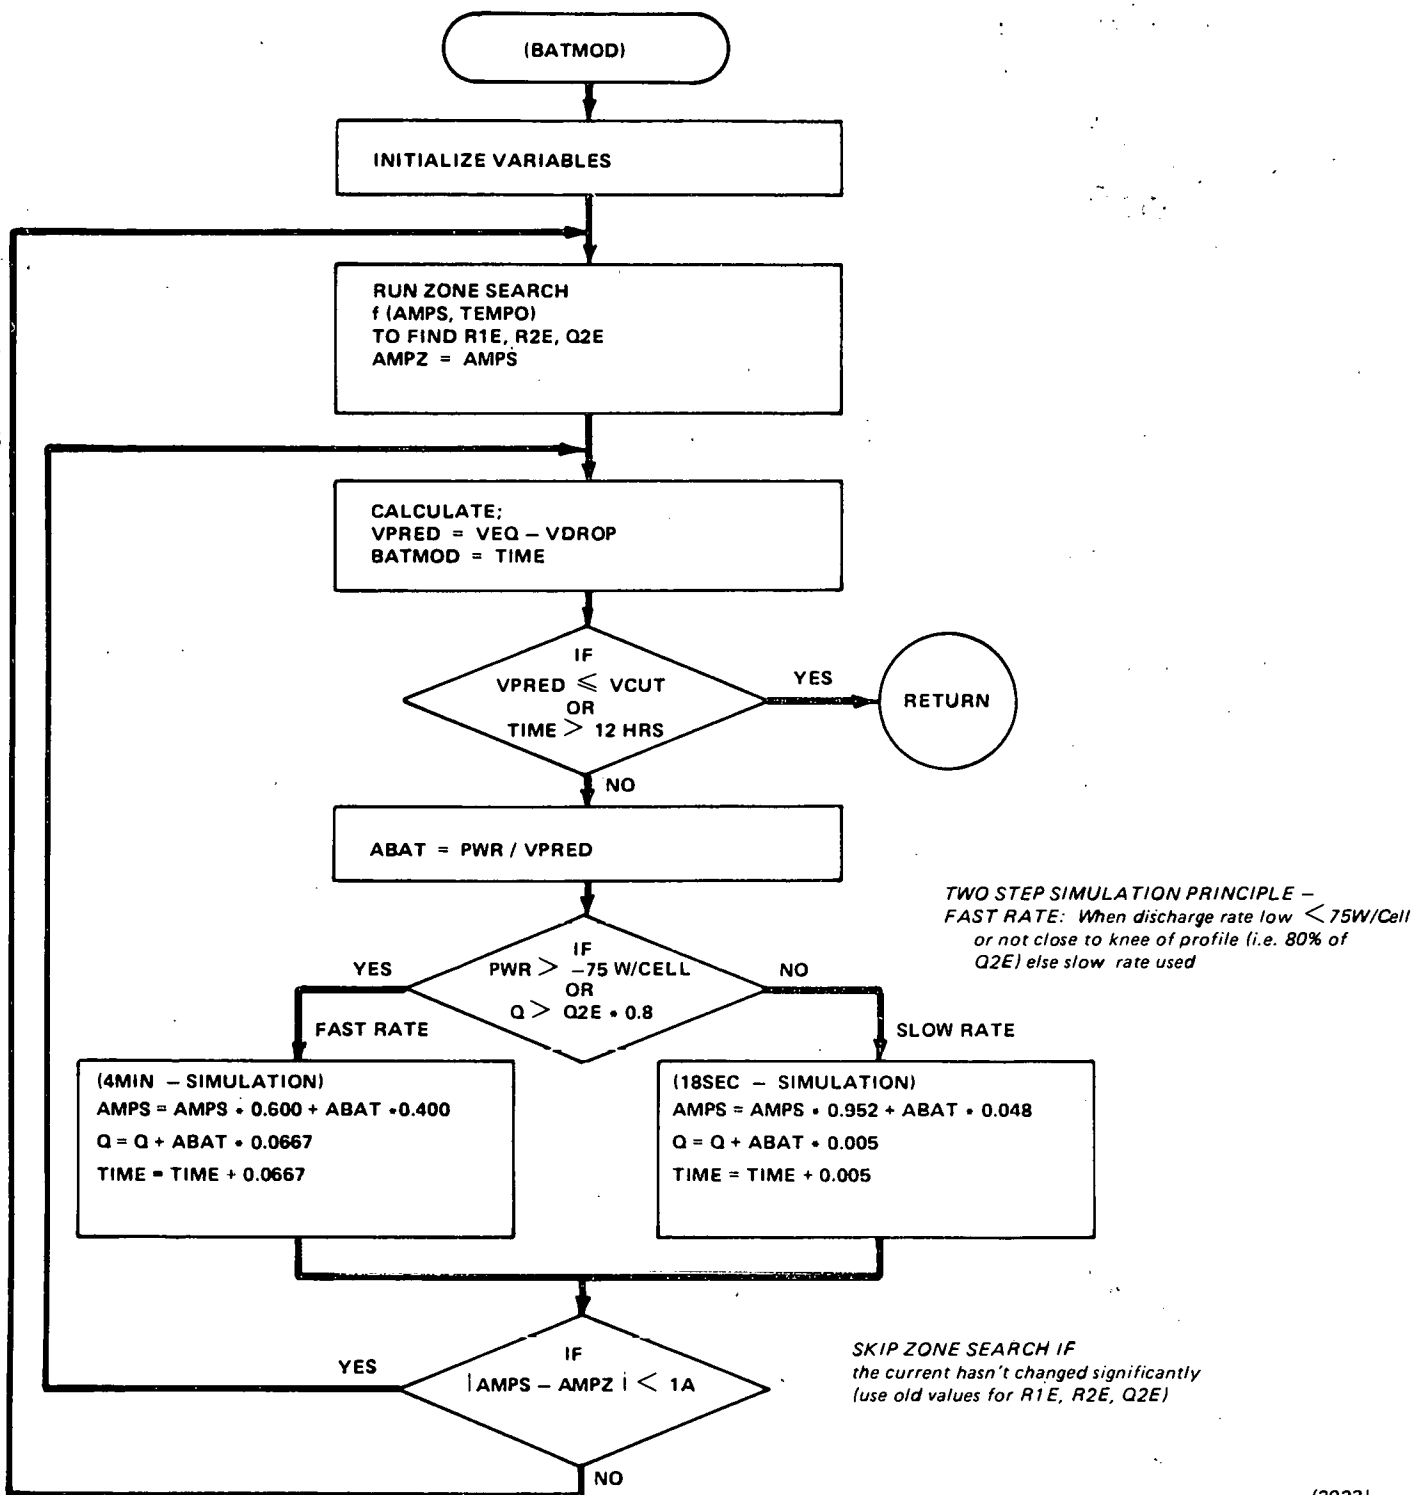 (BATMOD)
INITIALIZE VARIABLES
RUN ZONE SEARCH
f (AMPS, TEMPO)
TO FIND R1E, R2E, Q2E
AMPZ = AMPS
CALCULATE;
VPRED = VEQ – VDROP
BATMOD = TIME
IF
VPRED ⩽ VCUT
OR
TIME > 12 HRS
YES
RETURN
NO
ABAT = PWR / VPRED
TWO STEP SIMULATION PRINCIPLE –
FAST RATE: When discharge rate low < 75W/Cell
or not close to knee of profile (i.e. 80% of
Q2E) else slow rate used
IF
PWR > –75 W/CELL
OR
Q > Q2E * 0.8
YES
NO
FAST RATE
SLOW RATE
(4MIN – SIMULATION)
AMPS = AMPS * 0.600 + ABAT * 0.400
Q = Q + ABAT * 0.0667
TIME = TIME + 0.0667
(18SEC – SIMULATION)
AMPS = AMPS * 0.952 + ABAT * 0.048
Q = Q + ABAT * 0.005
TIME = TIME + 0.005
IF
|AMPS – AMPZ| < 1A
YES
NO
SKIP ZONE SEARCH IF
the current hasn't changed significantly
(use old values for R1E, R2E, Q2E)